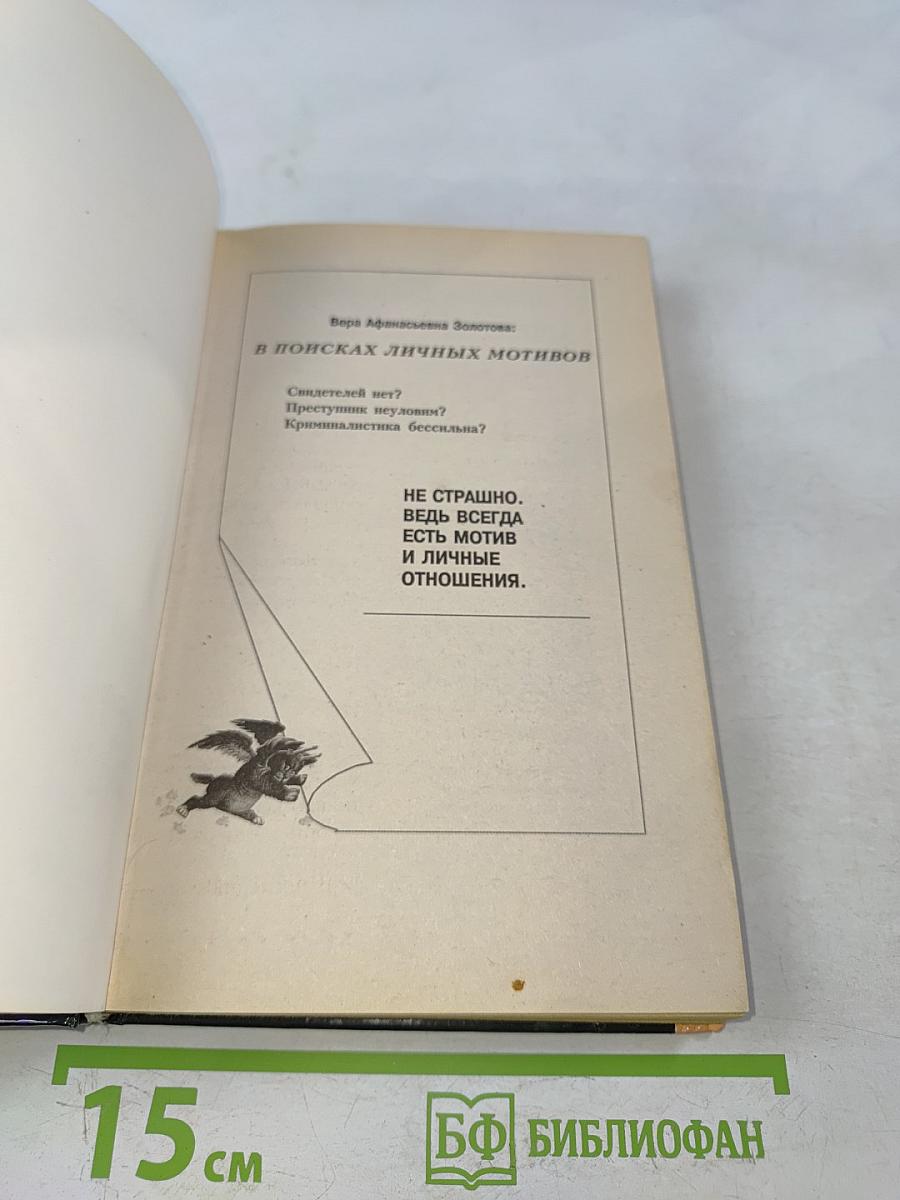 Вера Афанасьевна Золотова:
В ПОИСКАХ ЛИЧНЫХ МОТИВОВ
Свидетелей нет?
Преступник неуловим?
Криминалистика бессильна?
НЕ СТРАШНО.
ВЕДЬ ВСЕГДА
ЕСТЬ МОТИВ
И ЛИЧНЫЕ
ОТНОШЕНИЯ.
15 см
БФ БИБЛИОФАН